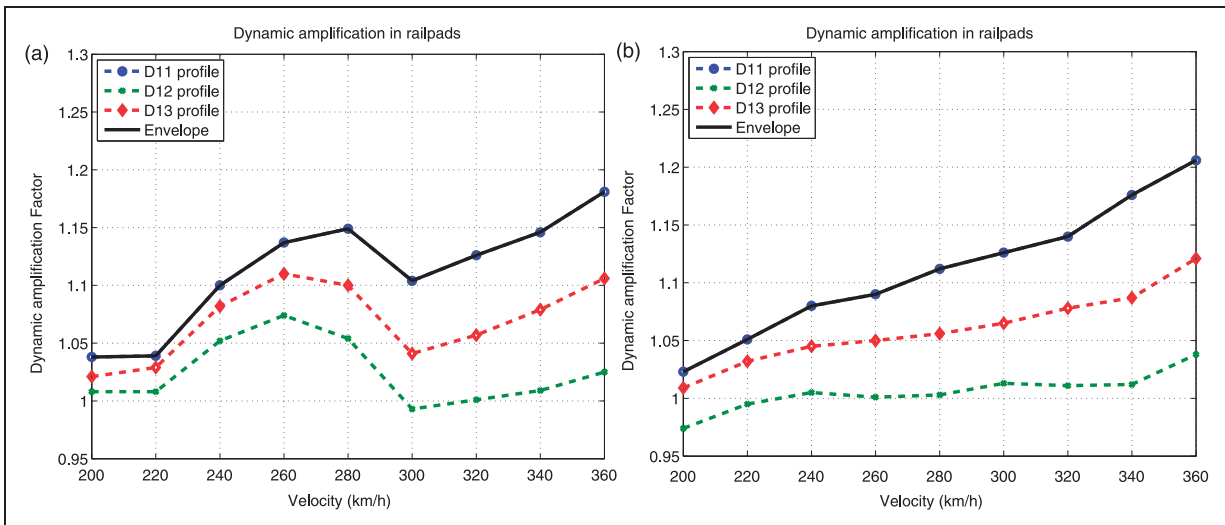 (a)
Dynamic amplification in railpads
1.3
1.25
1.2
1.15
1.1
1.05
1
0.95
Dynamic amplification Factor
D11 profile
D12 profile
D13 profile
Envelope
200 220 240 260 280 300 320 340 360
Velocity (km/h)
(b)
Dynamic amplification in railpads
1.3
1.25
1.2
1.15
1.1
1.05
1
0.95
Dynamic amplification Factor
D11 profile
D12 profile
D13 profile
Envelope
200 220 240 260 280 300 320 340 360
Velocity (km/h)